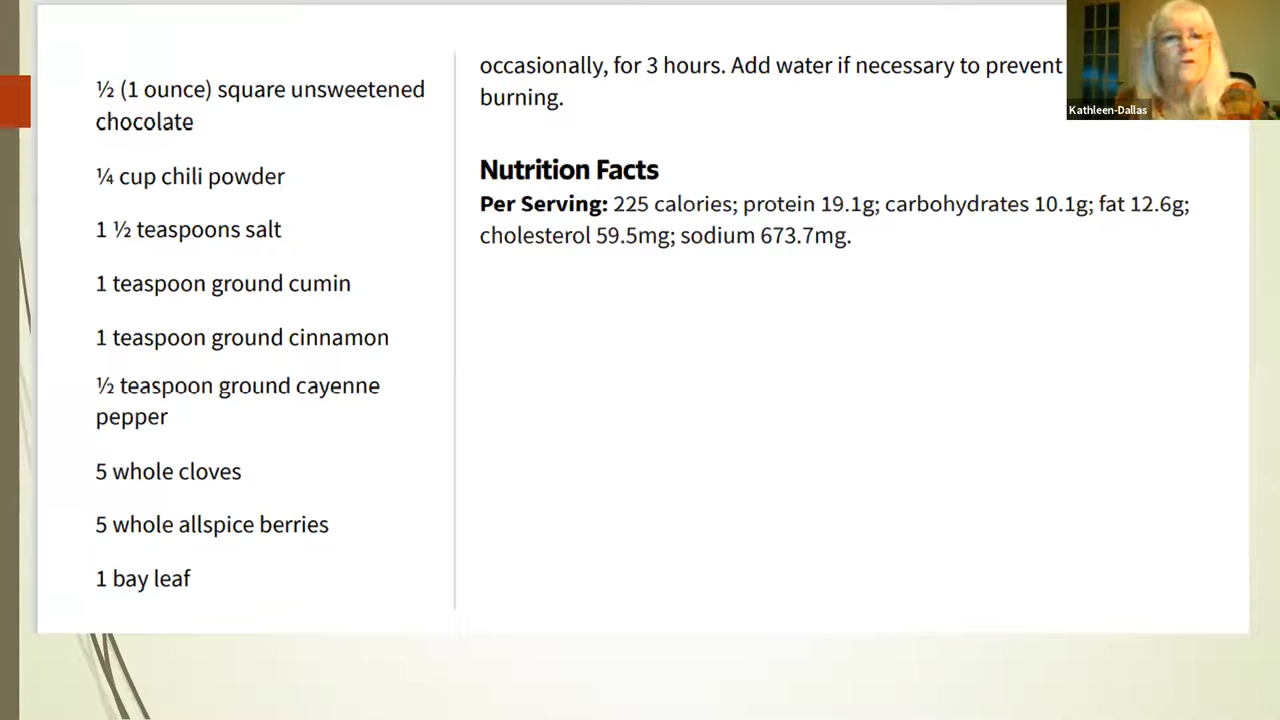 ½ (1 ounce) square unsweetened
chocolate
¼ cup chili powder
1 ½ teaspoons salt
1 teaspoon ground cumin
1 teaspoon ground cinnamon
½ teaspoon ground cayenne
pepper
5 whole cloves
5 whole allspice berries
1 bay leaf
occasionally, for 3 hours. Add water if necessary to prevent
burning.
Nutrition Facts
Per Serving: 225 calories; protein 19.1g; carbohydrates 10.1g; fat 12.6g;
cholesterol 59.5mg; sodium 673.7mg.
Kathleen-Dallas